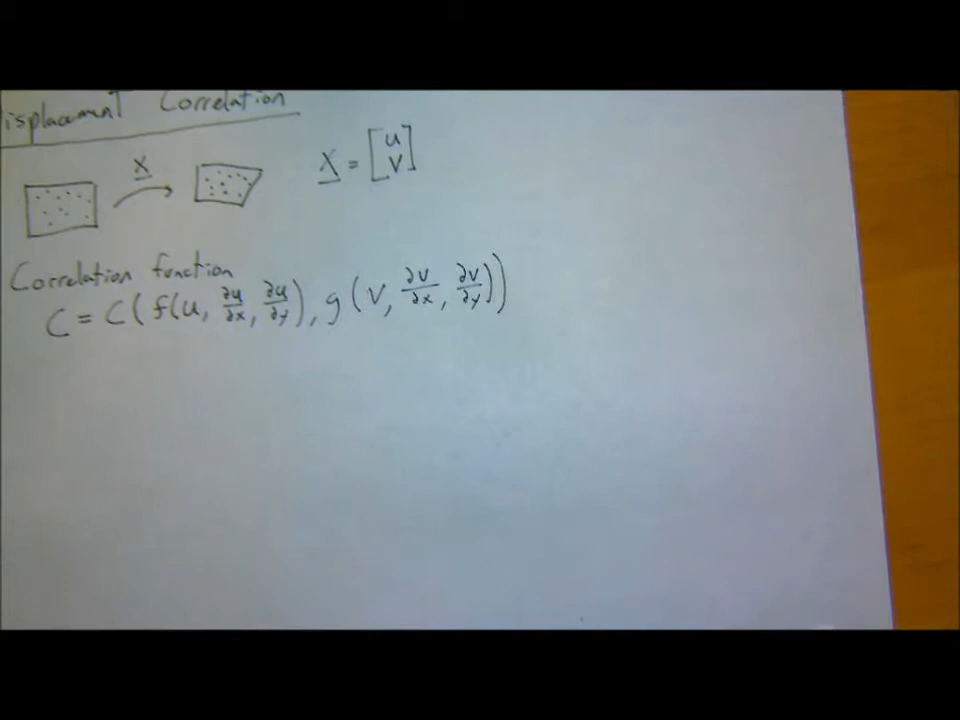 isplacement Correlation
X
X = [u v]
Correlation function
C = C(f(u, ∂u/∂x, ∂u/∂y), g(v, ∂v/∂x, ∂v/∂y))